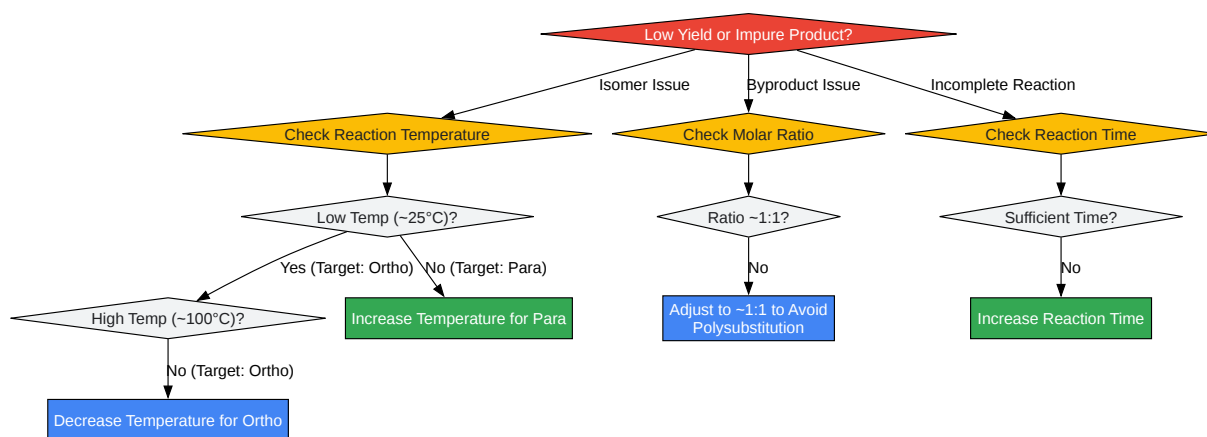 Low Yield or Impure Product?
Isomer Issue
Byproduct Issue
Incomplete Reaction
Check Reaction Temperature
Check Molar Ratio
Check Reaction Time
Low Temp (~25°C)?
Ratio ~1:1?
Sufficient Time?
Yes (Target: Ortho)
No (Target: Para)
No
No
High Temp (~100°C)?
Increase Temperature for Para
Adjust to ~1:1 to Avoid
Polysubstitution
Increase Reaction Time
No (Target: Ortho)
Decrease Temperature for Ortho